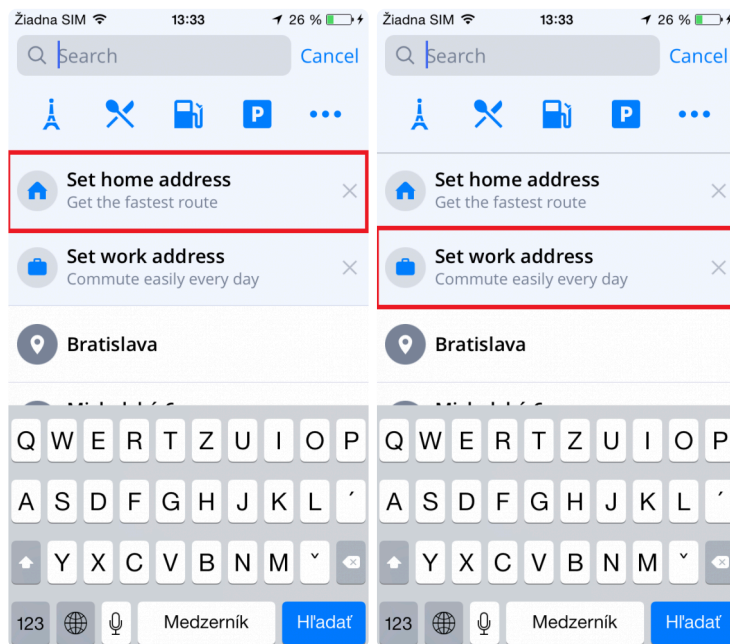 Žiadna SIM 13:33 26 %
Search Cancel
P
Set home address
Get the fastest route
Set work address
Commute easily every day
Bratislava
Q W E R T Z U I O P
A S D F G H J K L ´
Y X C V B N M ˇ
123 Medzerník Hľadať
Žiadna SIM 13:33 26 %
Search Cancel
P
Set home address
Get the fastest route
Set work address
Commute easily every day
Bratislava
Q W E R T Z U I O P
A S D F G H J K L ´
Y X C V B N M ˇ
123 Medzerník Hľadať